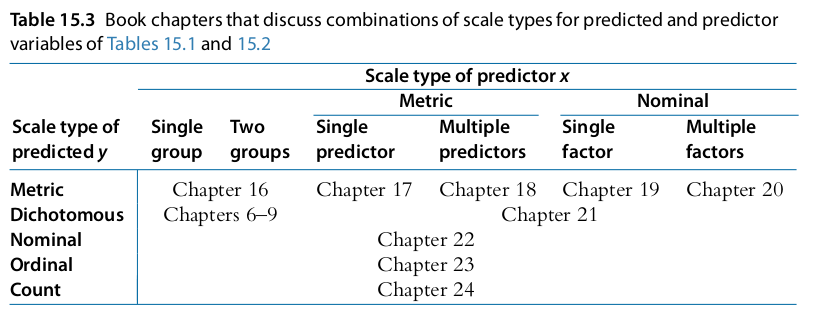 Table 15.3 Book chapters that discuss combinations of scale types for predicted and predictor
variables of Tables 15.1 and 15.2
Scale type of predictor x
Metric Nominal
Scale type of Single Two Single Multiple Single Multiple
predicted y group groups predictor predictors factor factors
Metric Chapter 16 Chapter 17 Chapter 18 Chapter 19 Chapter 20
Dichotomous Chapters 6–9 Chapter 21
Nominal Chapter 22
Ordinal Chapter 23
Count Chapter 24